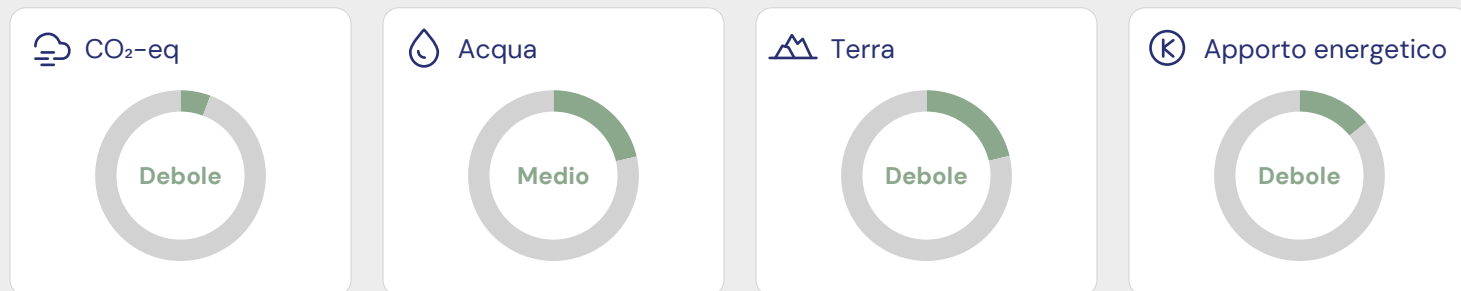 CO₂-eq
Debole
Acqua
Medio
Terra
Debole
Apporto energetico
Debole